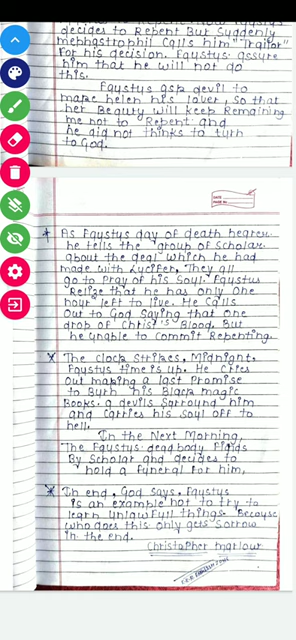 decides to Rebent But Suddenly
mephastrophil Calls him "Traitor"
For his decision. Faustus assure
him that he will not do
this.
Faustus ask devil to
make helen his lover, so that
her Beauty will keep Remaining
me not to Repent and
he did not thinks to turn
to God.
* As Faustus day of death nearer
he tells the group of Scholar
about the deal which he had
made with Lucifer, They all
go to Pray of his Soul. Faustus
Relize that he has only One
hour left to live. He Calls
Out to God Saying that One
drop of Christ's Blood, But
he unable to Commit Repenting.
* The Clock Strikes, Midnight,
Faustus time is up. He Cries
Out making a last Promise
to Burn his Black magic
Books. a devils Sarround him
and Carries his Soul off to
hell.
In the Next Morning,
The Faustus dead body
By Scholar and decides to
hold a Funeral For him,
* In end, God Says, Faustus
is an example not to try to
learn unlawfull things. Because
who does this only gets Sorrow
in the end.
Christopher Marlowe